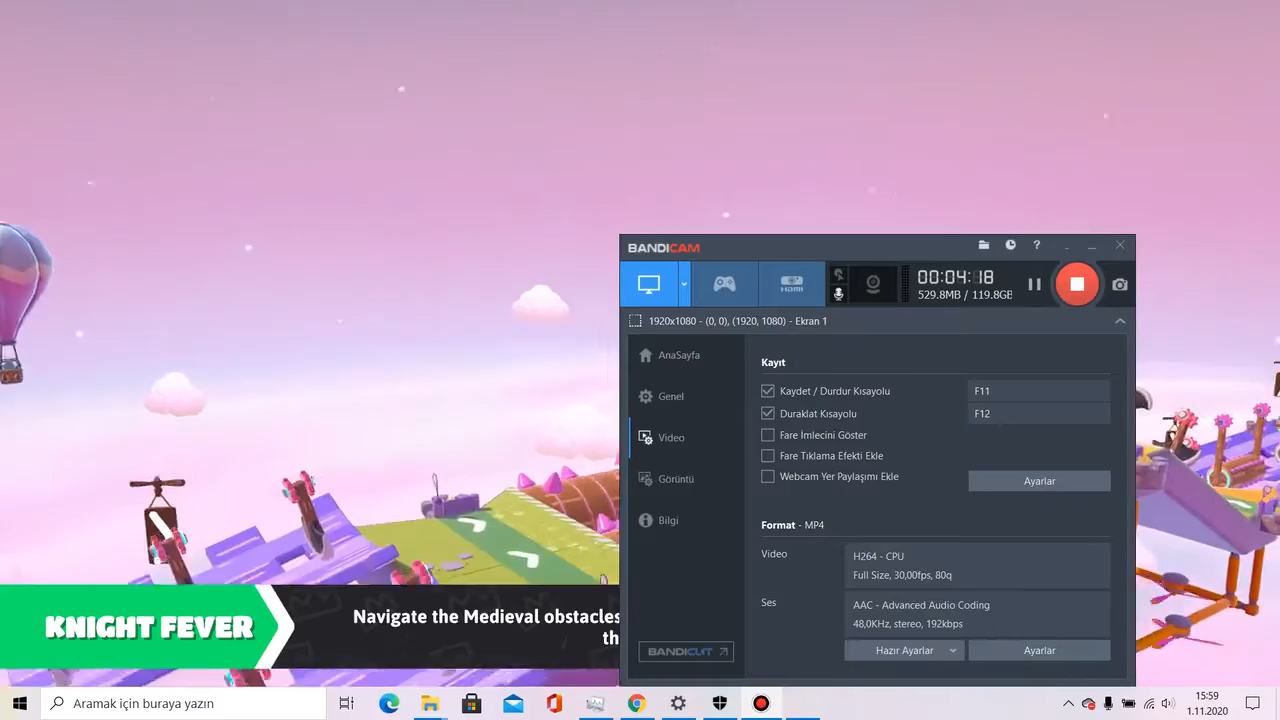 BANDICAM
?
00:04:18
529.8MB / 119.8GB
HDMI
1920x1080 - (0, 0), (1920, 1080) - Ekran 1
AnaSayfa
Genel
Video
Görüntü
Bilgi
BANDICUT
Kayıt
Kaydet / Durdur Kısayolu
F11
Duraklat Kısayolu
F12
Fare İmlecini Göster
Fare Tıklama Efekti Ekle
Webcam Yer Paylaşımı Ekle
Ayarlar
Format - MP4
Video
H264 - CPU
Full Size, 30,00fps, 80q
Ses
AAC - Advanced Audio Coding
48,0KHz, stereo, 192kbps
Hazır Ayarlar
Ayarlar
KNIGHT FEVER
Navigate the Medieval obstacles
th
Aramak için buraya yazın
15:59
1.11.2020